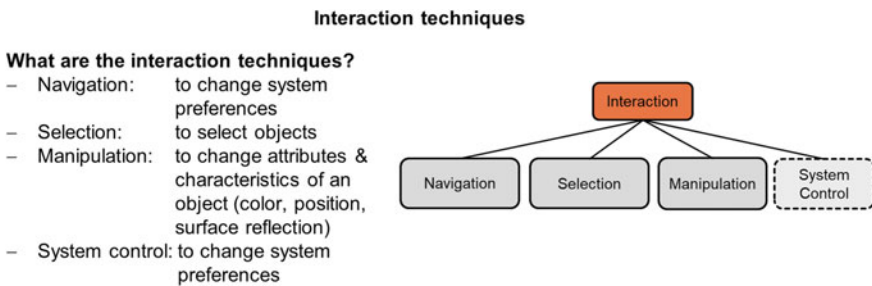 Interaction techniques
What are the interaction techniques?
– Navigation: to change system
preferences
– Selection: to select objects
– Manipulation: to change attributes &
characteristics of an
object (color, position,
surface reflection)
– System control: to change system
preferences
Interaction
Navigation
Selection
Manipulation
System
Control